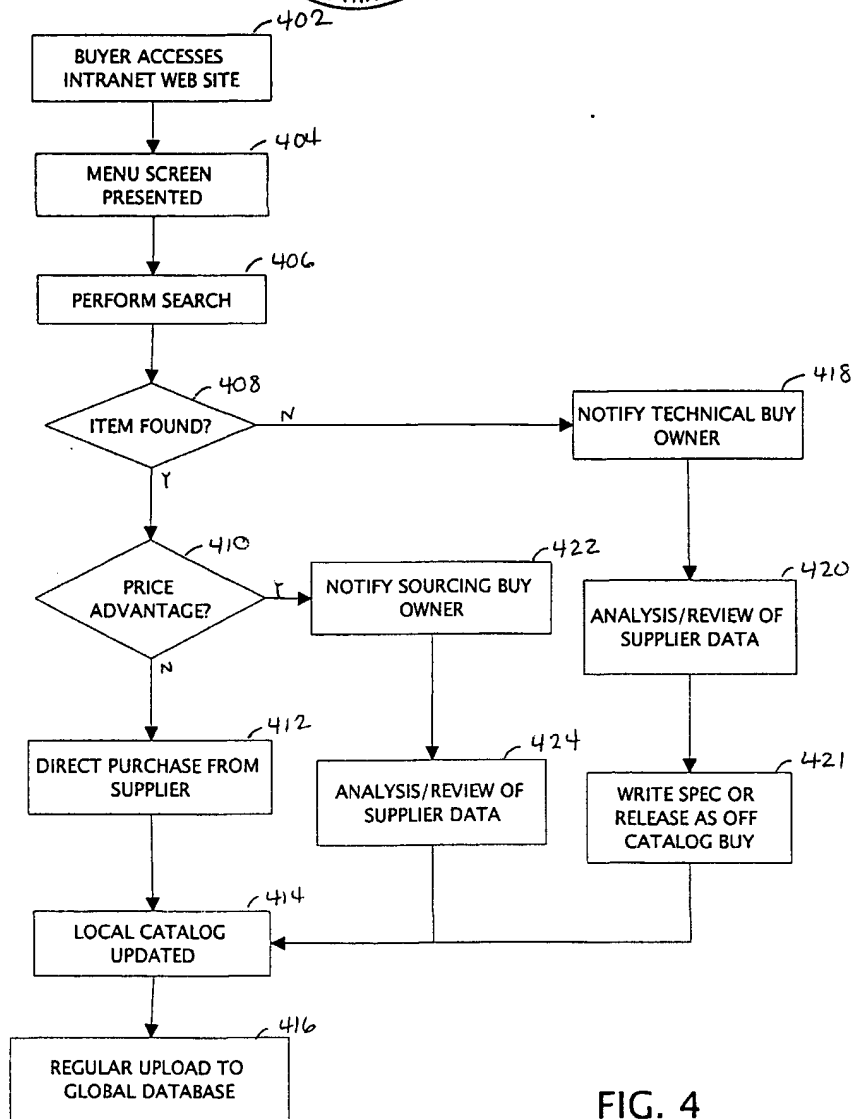 402
BUYER ACCESSES
INTRANET WEB SITE
404
MENU SCREEN
PRESENTED
406
PERFORM SEARCH
408
ITEM FOUND?
N
Y
418
NOTIFY TECHNICAL BUY
OWNER
410
PRICE
ADVANTAGE?
Y
N
422
NOTIFY SOURCING BUY
OWNER
420
ANALYSIS/REVIEW OF
SUPPLIER DATA
412
DIRECT PURCHASE FROM
SUPPLIER
424
ANALYSIS/REVIEW OF
SUPPLIER DATA
421
WRITE SPEC OR
RELEASE AS OFF
CATALOG BUY
414
LOCAL CATALOG
UPDATED
416
REGULAR UPLOAD TO
GLOBAL DATABASE
FIG. 4